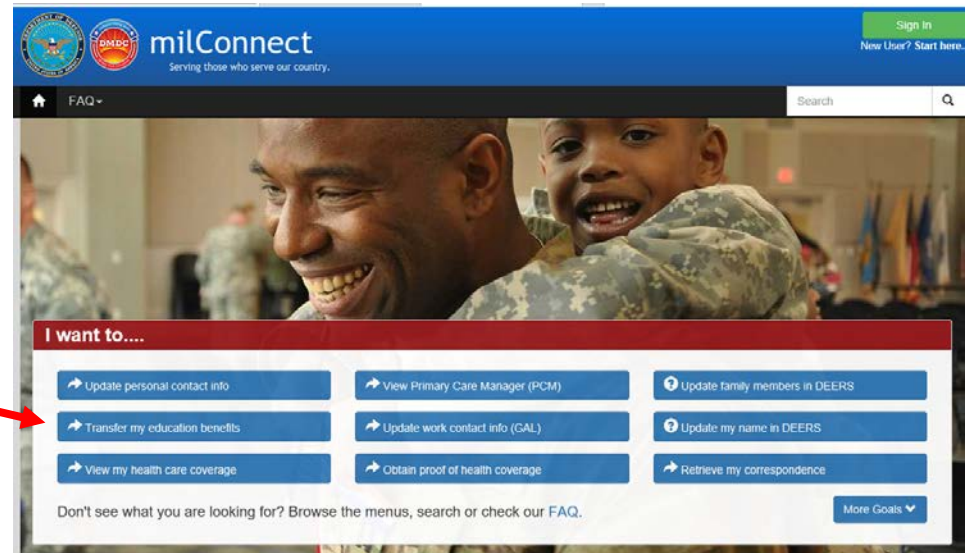 Sign In
milConnect
New User? Start here..
DMDC
Serving those who serve our country.
FAQ
Search
I want to....
Update personal contact info
View Primary Care Manager (PCM)
Update family members in DEERS
Transfer my education benefits
Update work contact info (GAL)
Update my name in DEERS
View my health care coverage
Obtain proof of health coverage
Retrieve my correspondence
Don't see what you are looking for? Browse the menus, search or check our FAQ.
More Goals